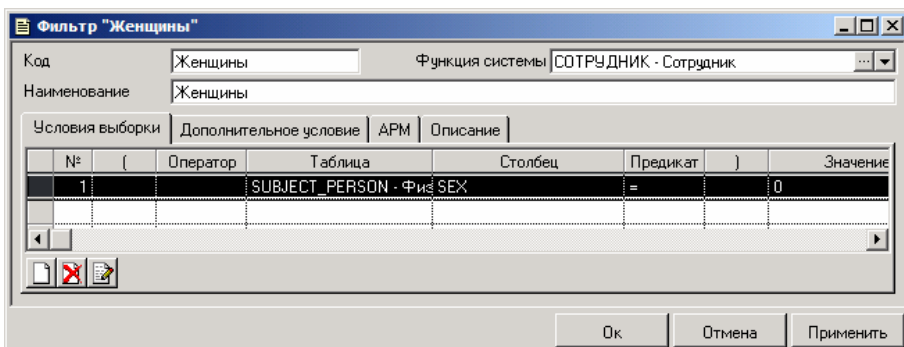 Фильтр "Женщины"
Код Женщины Функция системы СОТРУДНИК - Сотрудник ...
Наименование Женщины
Условия выборки Дополнительное условие АРМ Описание
№ ( Оператор Таблица Столбец Предикат ) Значение
1 SUBJECT_PERSON - Физ SEX = 0
Ок Отмена Применить